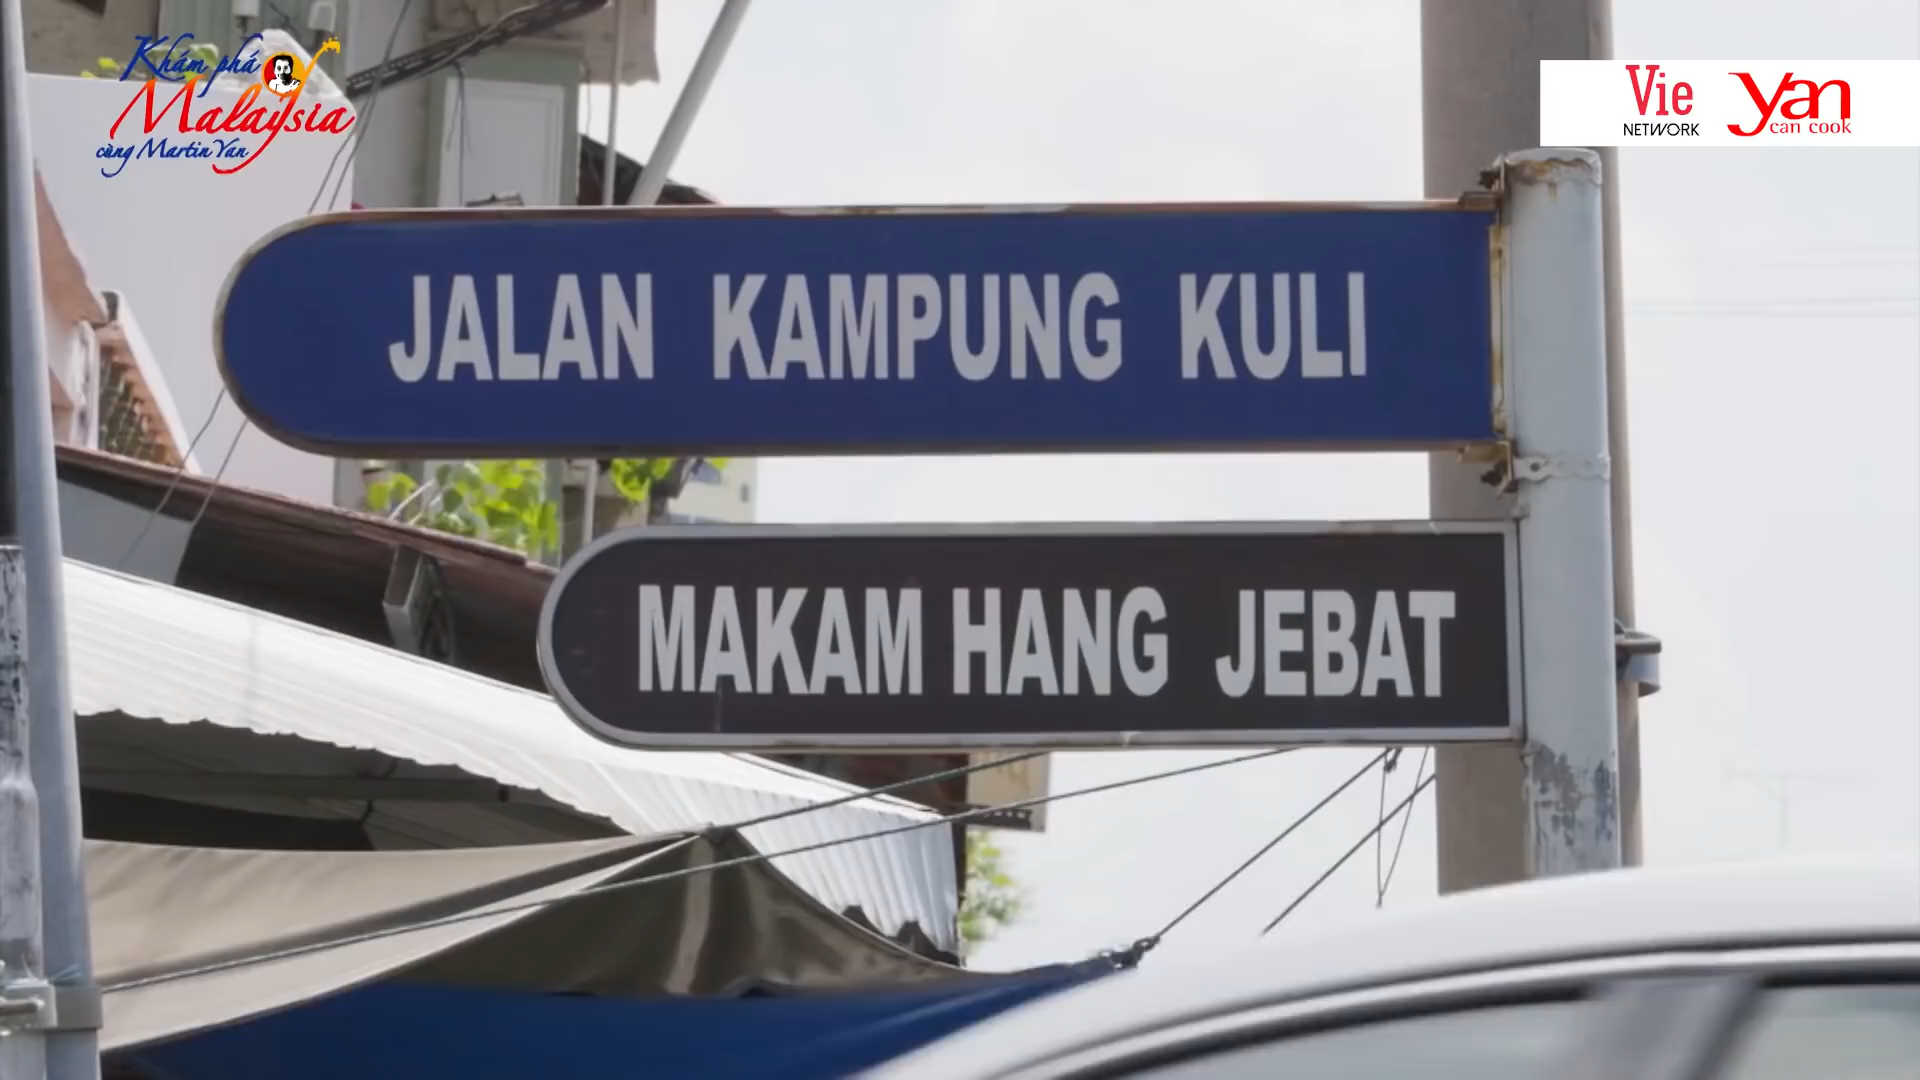 Khám phá
Malaysia
cùng Martin Yan
Vie
NETWORK
yan
can cook
JALAN KAMPUNG KULI
MAKAM HANG JEBAT